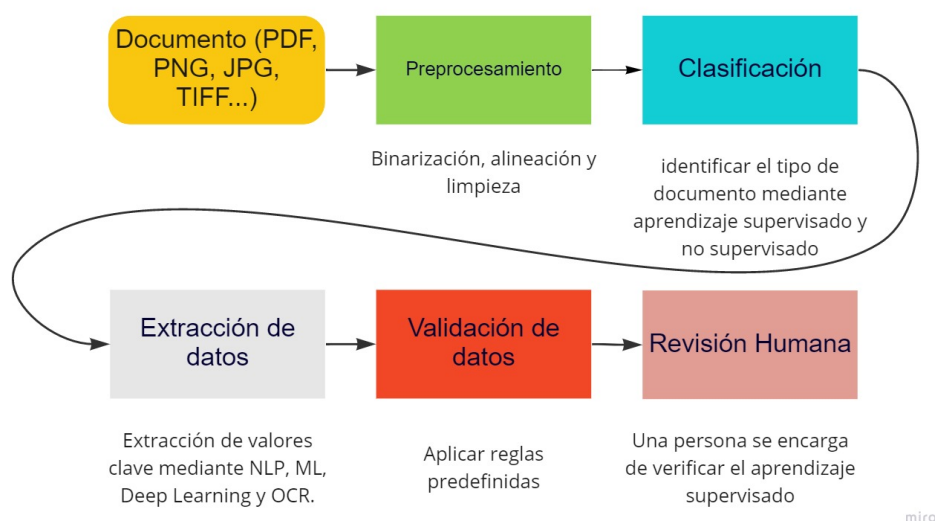 Documento (PDF,
PNG, JPG,
TIFF...)
Preprocesamiento
Clasificación
Binarización, alineación y
limpieza
identificar el tipo de
documento mediante
aprendizaje supervisado y
no supervisado
Extracción de
datos
Validación de
datos
Revisión Humana
Extracción de valores
clave mediante NLP, ML,
Deep Learning y OCR.
Aplicar reglas
predefinidas
Una persona se encarga
de verificar el aprendizaje
supervisado
miro